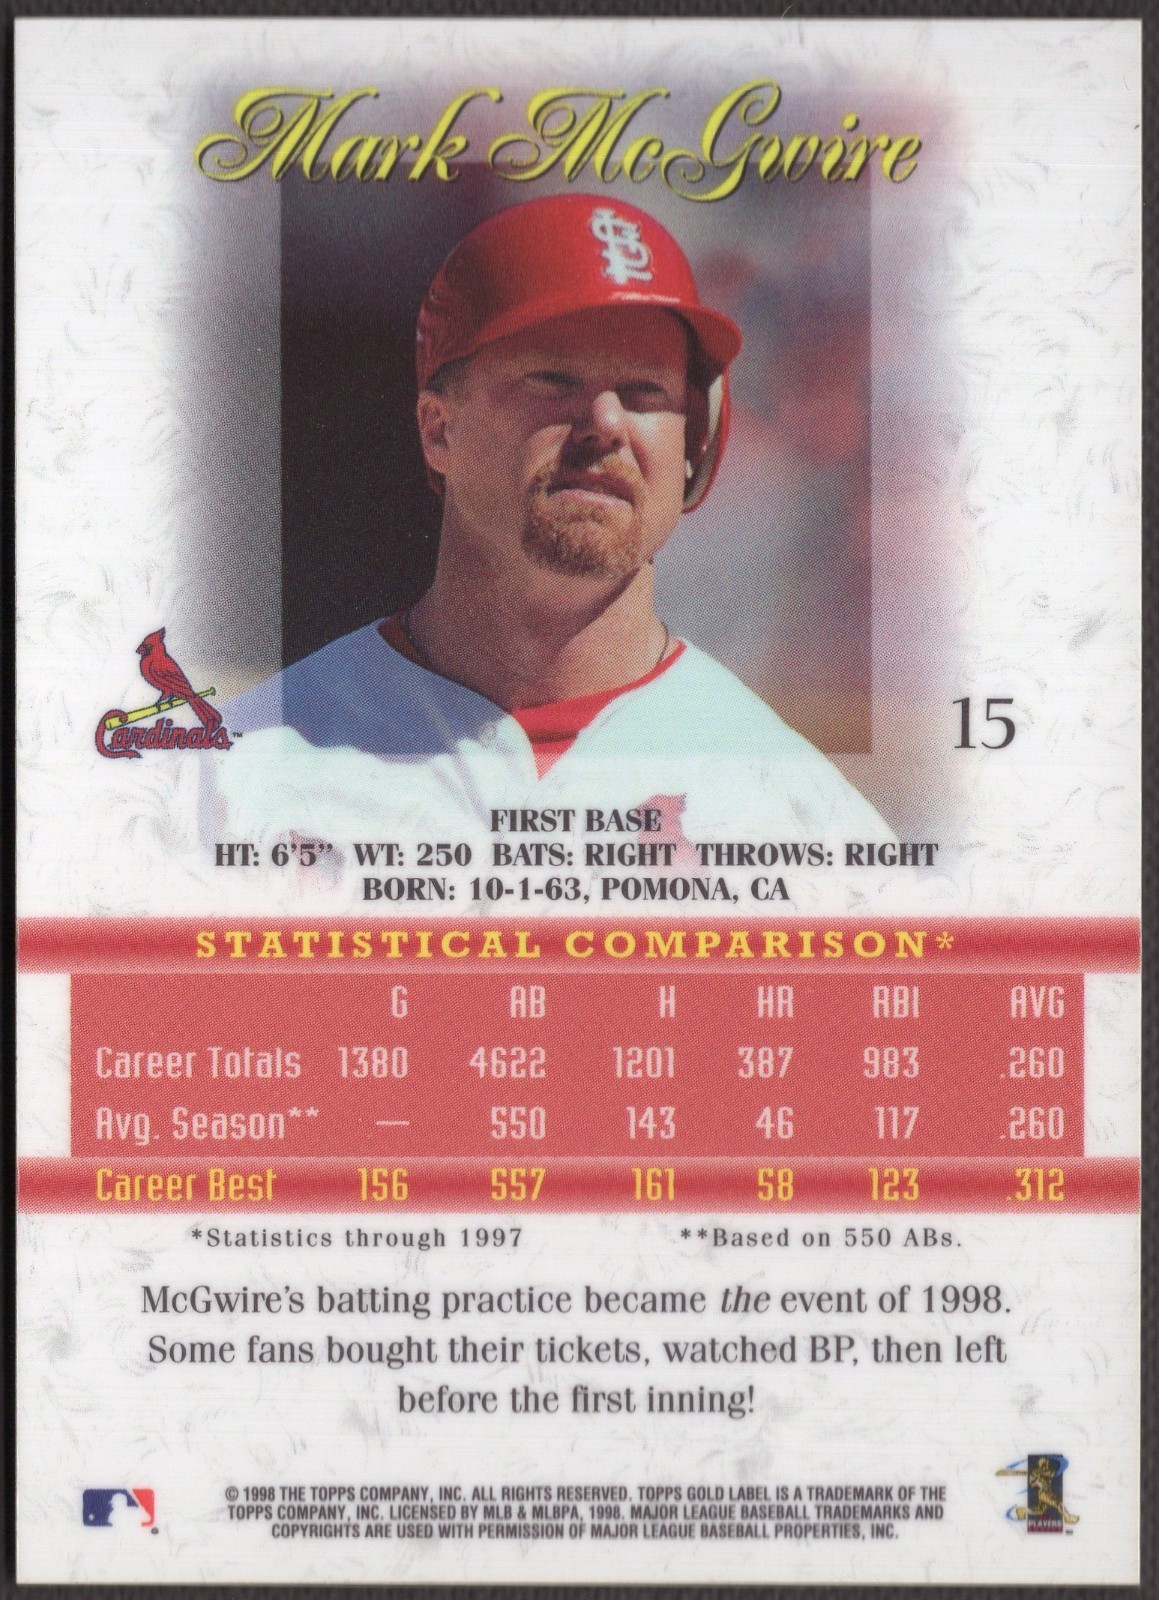 Mark McGwire
STL
Cardinals™
15
FIRST BASE
HT: 6'5” WT: 250 BATS: RIGHT THROWS: RIGHT
BORN: 10-1-63, POMONA, CA
STATISTICAL COMPARISON*
G AB H HR RBI AVG
Career Totals 1380 4622 1201 387 983 .260
Avg. Season** — 550 143 46 117 .260
Career Best 156 557 161 58 123 .312
*Statistics through 1997 **Based on 550 ABs.
McGwire's batting practice became the event of 1998.
Some fans bought their tickets, watched BP, then left
before the first inning!
© 1998 THE TOPPS COMPANY, INC. ALL RIGHTS RESERVED. TOPPS GOLD LABEL IS A TRADEMARK OF THE
TOPPS COMPANY, INC. LICENSED BY MLB & MLBPA, 1998. MAJOR LEAGUE BASEBALL TRADEMARKS AND
COPYRIGHTS ARE USED WITH PERMISSION OF MAJOR LEAGUE BASEBALL PROPERTIES, INC.
PLAYERS